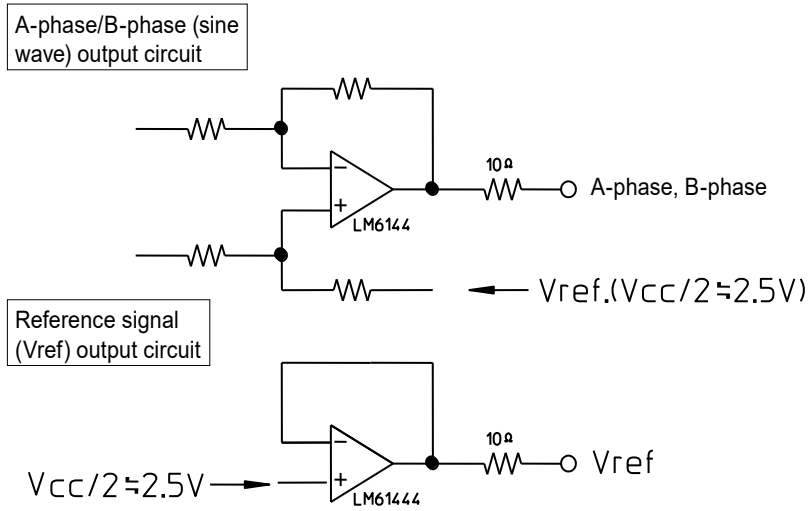 A-phase/B-phase (sine
wave) output circuit
10Ω
−
+
LM6144
A-phase, B-phase
Vref.(Vcc/2≒2.5V)
Reference signal
(Vref) output circuit
10Ω
−
+
LM61444
Vref
Vcc/2≒2.5V